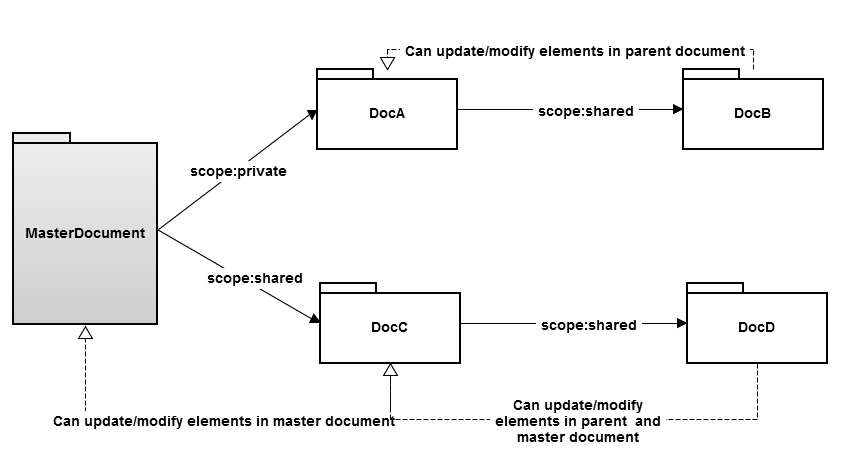 Can update/modify elements in parent document
DocA
scope:shared
DocB
scope:private
MasterDocument
scope:shared
DocC
scope:shared
DocD
Can update/modify elements in master document
Can update/modify
elements in parent and
master document